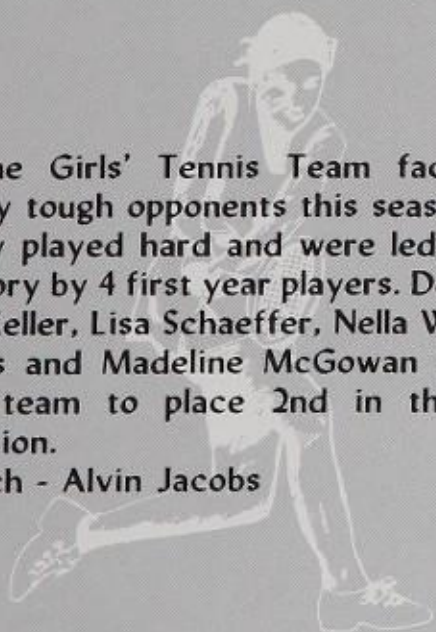 ne Girls' Tennis Team fac
y tough opponents this seas
y played hard and were led
ory by 4 first year players. D
eller, Lisa Schaeffer, Nella W
s and Madeline McGowan
team to place 2nd in th
ion.
ch - Alvin Jacobs